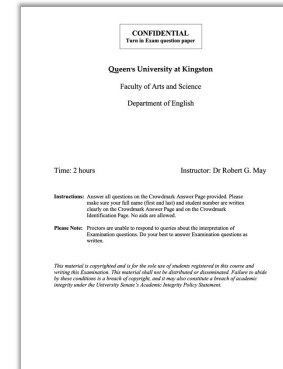 CONFIDENTIAL
Turn in Exam question paper
Queen's University at Kingston
Faculty of Arts and Science
Department of English
Time: 2 hours Instructor: Dr Robert G. May
Instructions: Answer all questions on the Crowdmark Answer Page provided. Please
make sure your full name (first and last) and student number are written
clearly on the Crowdmark Answer Page and on the Crowdmark
Identification Page. No aids are allowed.
Please Note: Proctors are unable to respond to queries about the interpretation of
Examination questions. Do your best to answer Examination questions as
written.
This material is copyrighted and is for the sole use of students registered in this course and
writing this Examination. This material shall not be distributed or disseminated. Failure to abide
by these conditions is a breach of copyright, and it may also constitute a breach of academic
integrity under the University Senate's Academic Integrity Policy Statement.